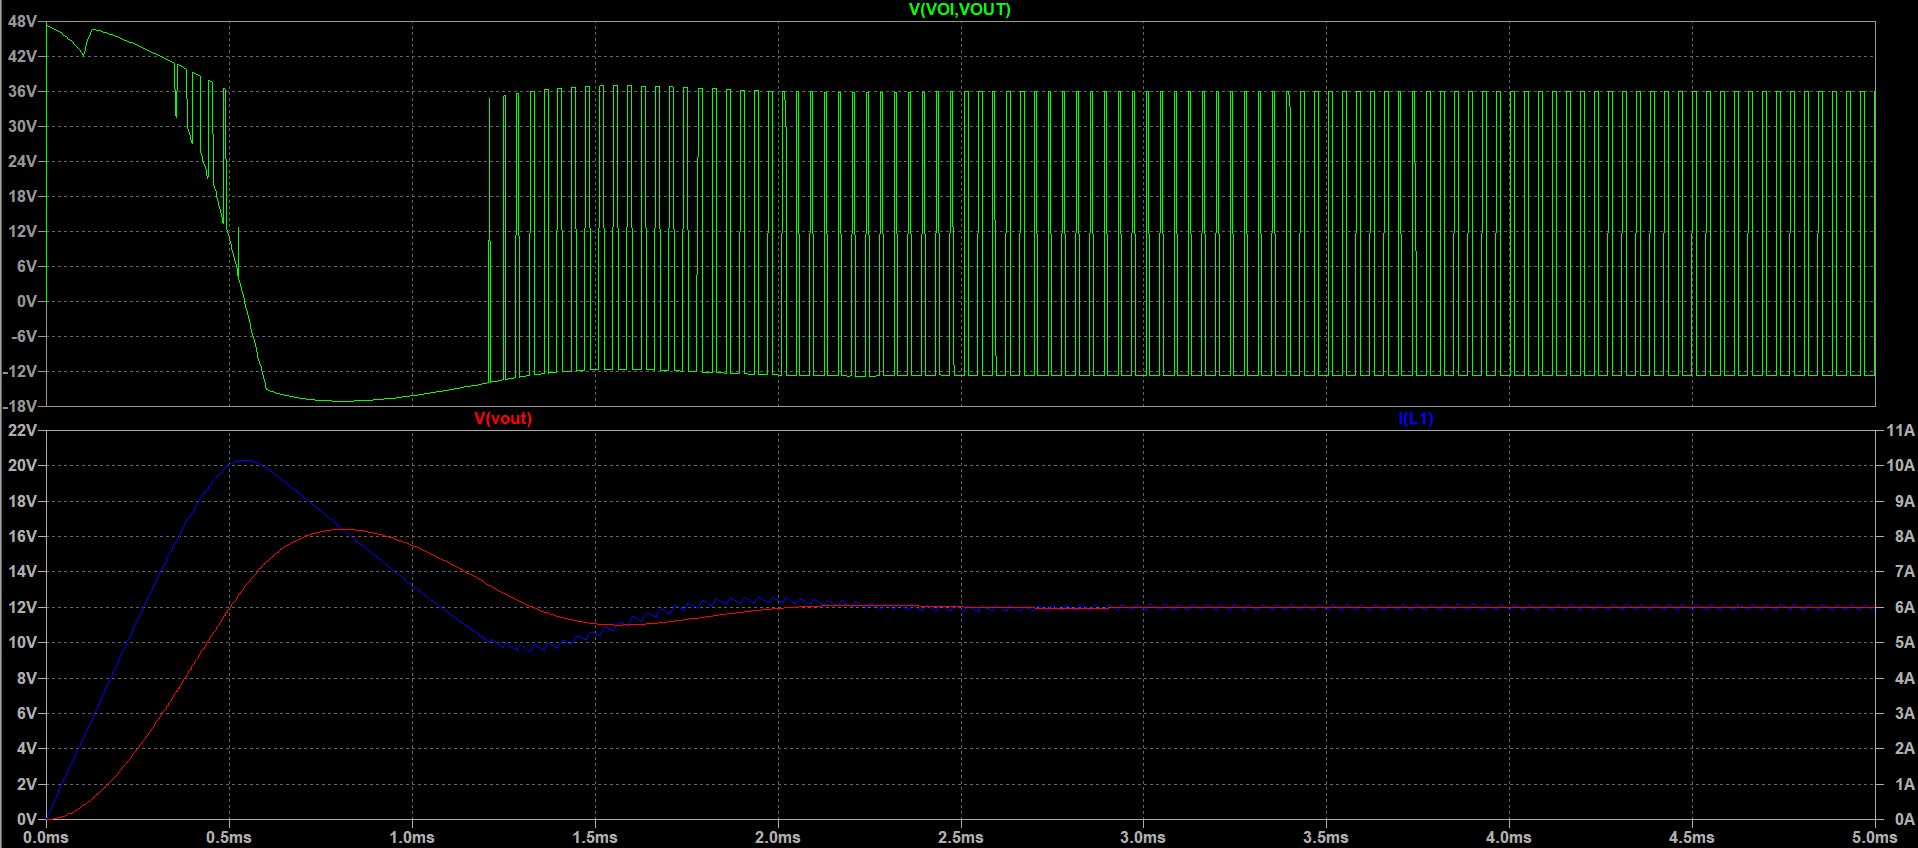 V(VOI,VOUT)
48V
42V
36V
30V
24V
18V
12V
6V
0V
-6V
-12V
-18V
V(vout) I(L1)
22V 11A
20V 10A
18V 9A
16V 8A
14V 7A
12V 6A
10V 5A
8V 4A
6V 3A
4V 2A
2V 1A
0V 0A
0.0ms 0.5ms 1.0ms 1.5ms 2.0ms 2.5ms 3.0ms 3.5ms 4.0ms 4.5ms 5.0ms